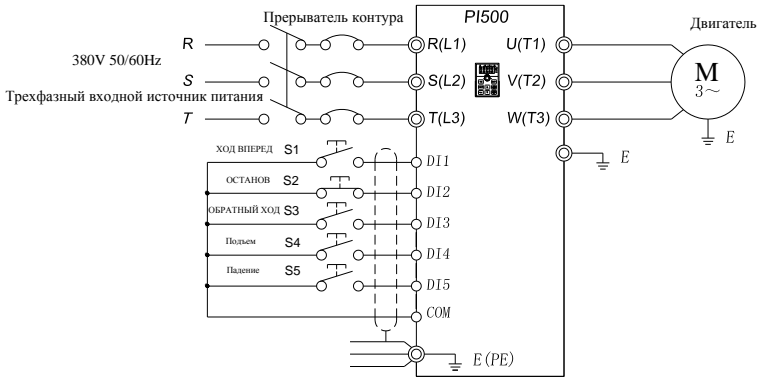 Прерыватель контура
PI500
Двигатель
R
R(L1)
U(T1)
380V 50/60Hz
S
S(L2)
V(T2)
M
3~
Трехфазный входной источник питания
T
T(L3)
W(T3)
E
E
ХОД ВПЕРЕД S1
DI1
ОСТАНОВ S2
DI2
ОБРАТНЫЙ ХОД S3
DI3
Подъем S4
DI4
Падение S5
DI5
COM
E(PE)